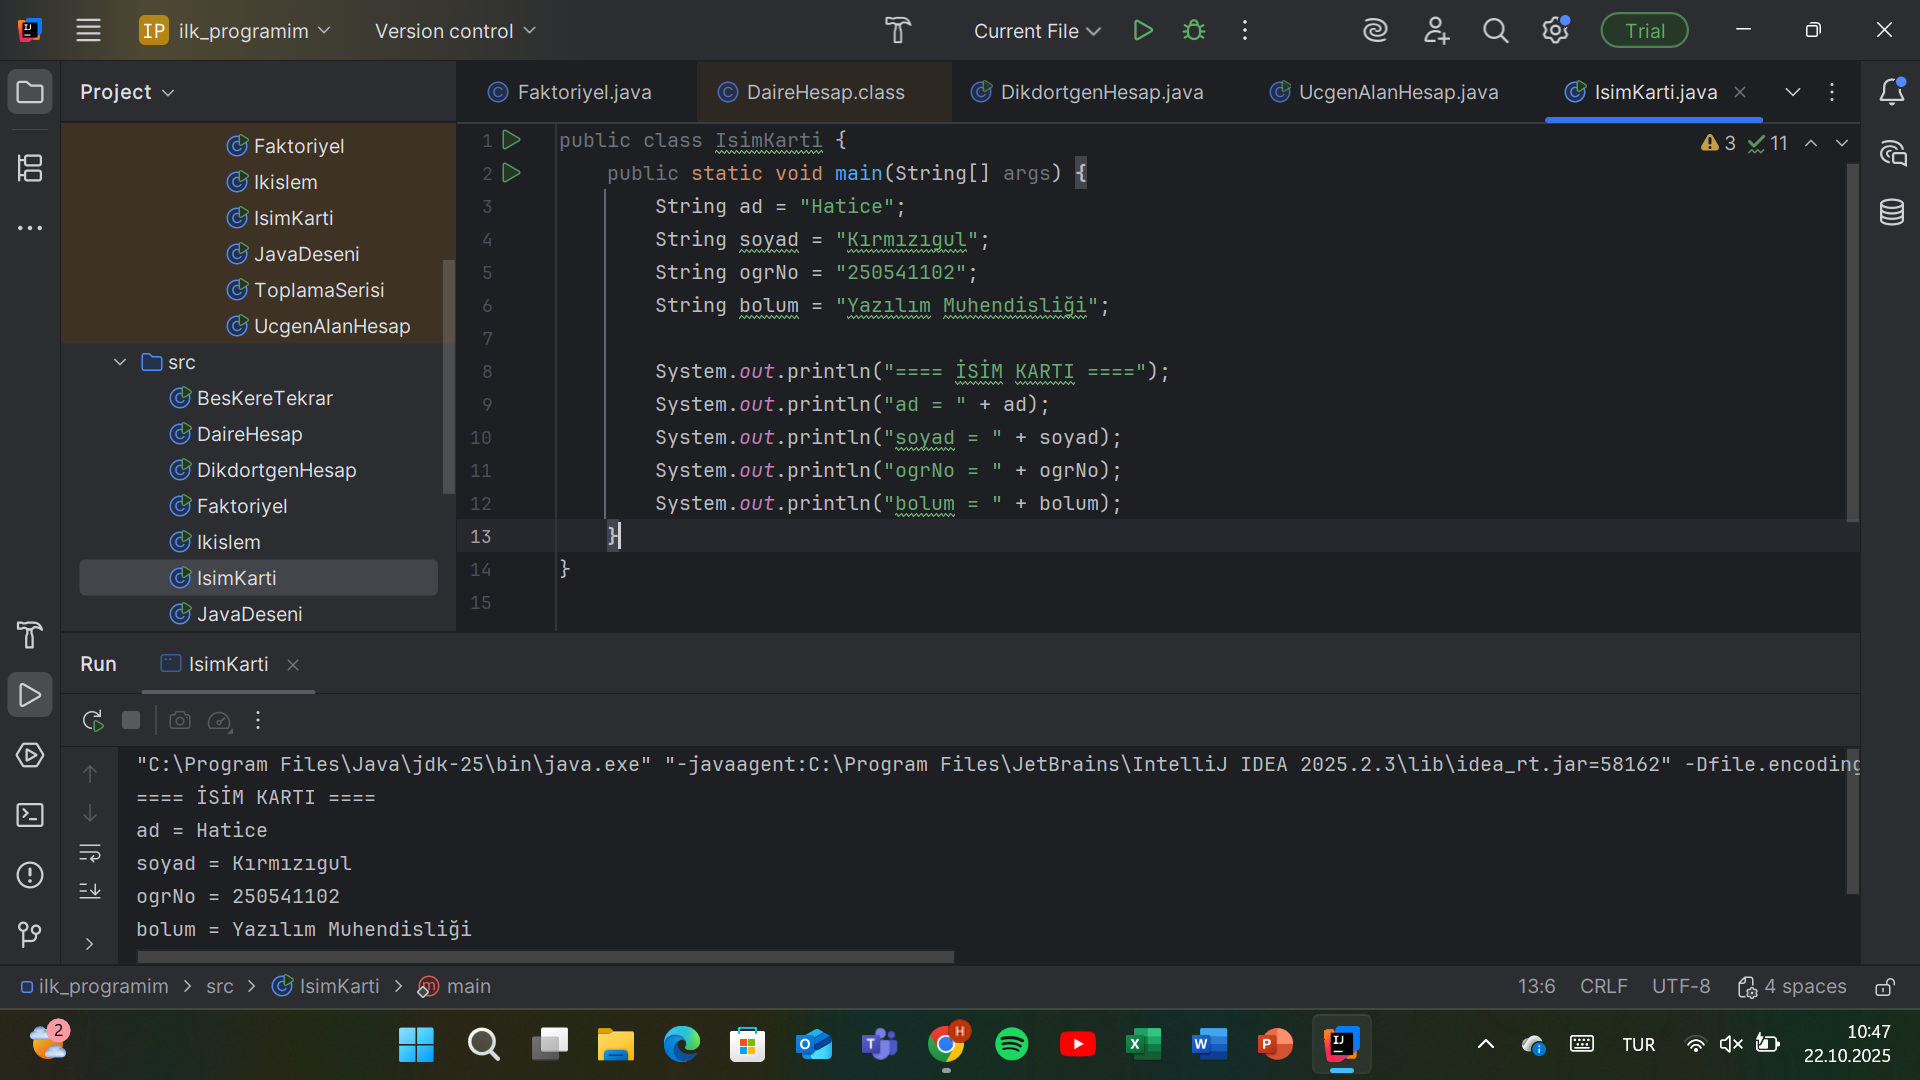 IP ilk_programim Version control Current File Trial
Project
Faktoriyel.java DaireHesap.class DikdortgenHesap.java UcgenAlanHesap.java IsimKarti.java
Faktoriyel
Ikislem
IsimKarti
JavaDeseni
ToplamaSerisi
UcgenAlanHesap
src
BesKereTekrar
DaireHesap
DikdortgenHesap
Faktoriyel
Ikislem
IsimKarti
JavaDeseni
3 11
1 public class IsimKarti {
2 public static void main(String[] args) {
3 String ad = "Hatice";
4 String soyad = "Kırmızıgul";
5 String ogrNo = "250541102";
6 String bolum = "Yazılım Muhendisliği";
7
8 System.out.println("==== İSİM KARTI ====");
9 System.out.println("ad = " + ad);
10 System.out.println("soyad = " + soyad);
11 System.out.println("ogrNo = " + ogrNo);
12 System.out.println("bolum = " + bolum);
13 }
14 }
15
Run IsimKarti
"C:\Program Files\Java\jdk-25\bin\java.exe" "-javaagent:C:\Program Files\JetBrains\IntelliJ IDEA 2025.2.3\lib\idea_rt.jar=58162" -Dfile.encoding
==== İSİM KARTI ====
ad = Hatice
soyad = Kırmızıgul
ogrNo = 250541102
bolum = Yazılım Muhendisliği
ilk_programim > src > IsimKarti > main 13:6 CRLF UTF-8 4 spaces
2 H TUR 10:47
22.10.2025